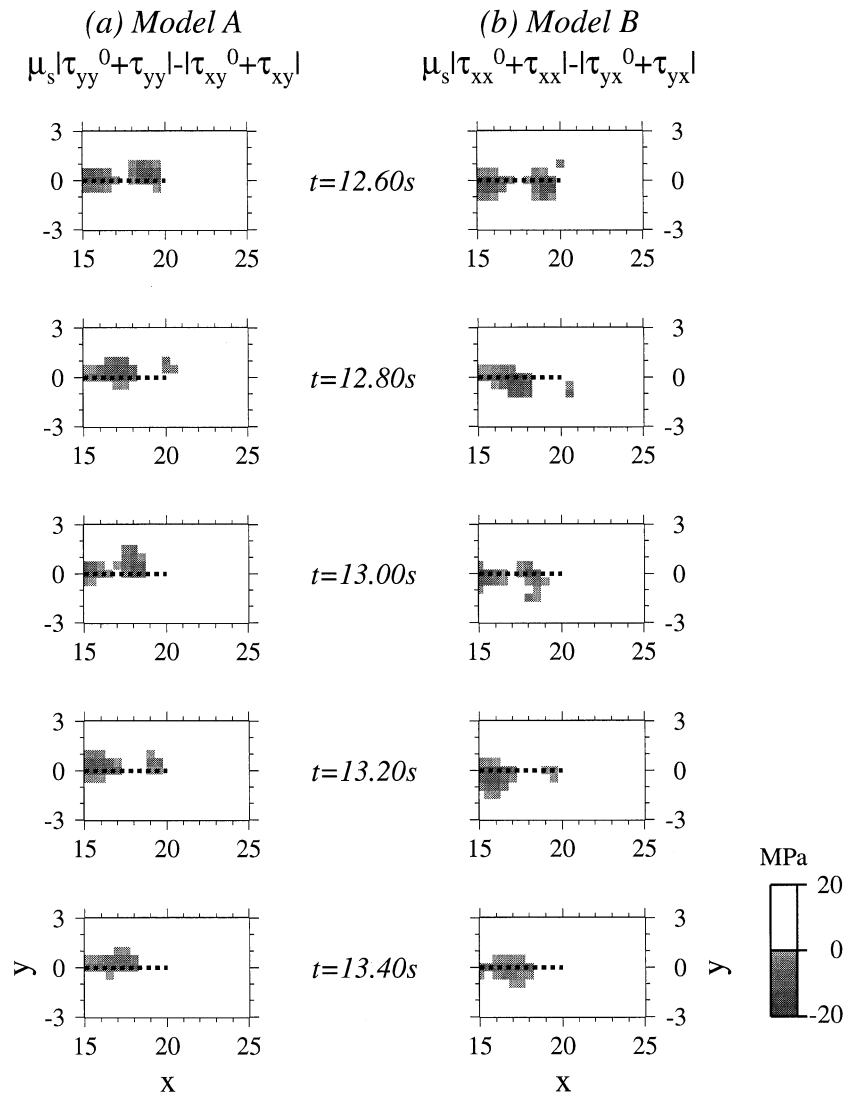 (a) Model A (b) Model B
μs|τyy⁰+τyy|-|τxy⁰+τxy| μs|τxx⁰+τxx|-|τyx⁰+τyx|
3 3
0 t=12.60s 0
-3 -3
15 20 25 15 20 25
3 3
0 t=12.80s 0
-3 -3
15 20 25 15 20 25
3 3
0 t=13.00s 0
-3 -3
15 20 25 15 20 25
3 3
0 t=13.20s 0
-3 -3
15 20 25 15 20 25
MPa
20
0
-20
3 3
y 0 t=13.40s 0 y
-3 -3
15 20 25 15 20 25
x x